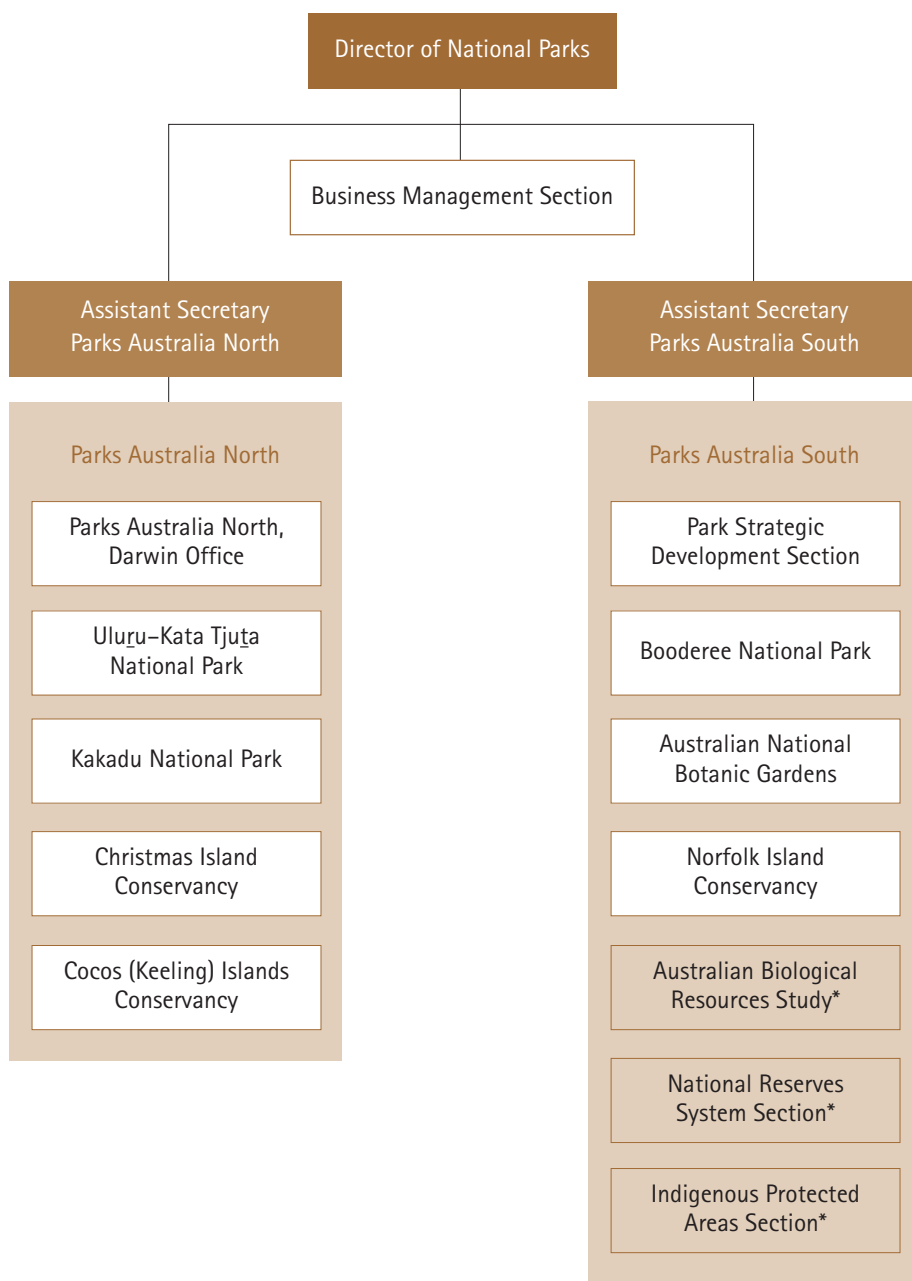 Director of National Parks
Business Management Section
Assistant Secretary
Parks Australia North
Assistant Secretary
Parks Australia South
Parks Australia North
Parks Australia North,
Darwin Office
Uluṟu–Kata Tjuṯa
National Park
Kakadu National Park
Christmas Island
Conservancy
Cocos (Keeling) Islands
Conservancy
Parks Australia South
Park Strategic
Development Section
Booderee National Park
Australian National
Botanic Gardens
Norfolk Island
Conservancy
Australian Biological
Resources Study*
National Reserves
System Section*
Indigenous Protected
Areas Section*